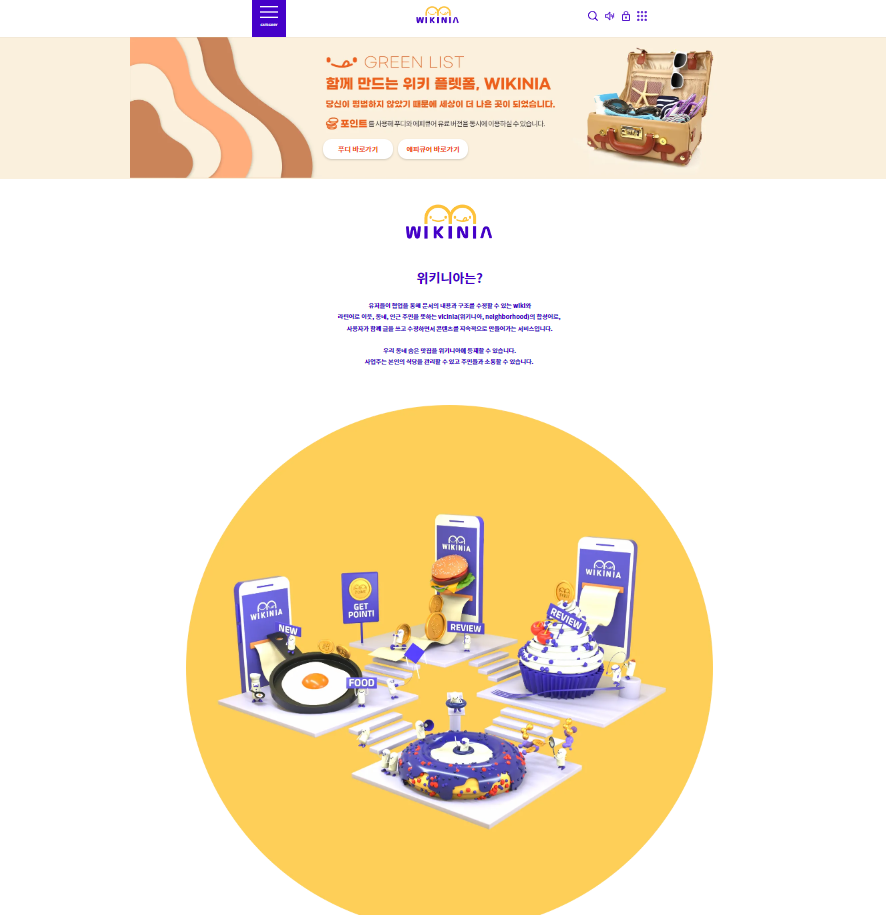 CATEGORY
WIKINIA
GREEN LIST
함께 만드는 위키 플렛폼, WIKINIA
당신이 평범하지 않았기 때문에 세상이 더 나은 곳이 되었습니다.
포인트를 사용해 푸디와 에피큐어 유료 버전을 동시에 이용하실 수 있습니다.
푸디 바로가기
에피큐어 바로가기
WIKINIA
위키니아는?
유저들이 협업을 통해 문서의 내용과 구조를 수정할 수 있는 wiki와
라틴어로 이웃, 동네, 인근 주민을 뜻하는 vicinia(위키니아, neighborhood)의 합성어로,
사용자가 함께 글을 쓰고 수정하면서 콘텐츠를 지속적으로 만들어가는 서비스입니다.
우리 동네 숨은 맛집을 위키니아에 등재할 수 있습니다.
사업주는 본인의 식당을 관리할 수 있고 주민들과 소통할 수 있습니다.
WIKINIA
WIKINIA
WIKINIA
GET
POINT!
NEW
REVIEW
REVIEW
FOOD